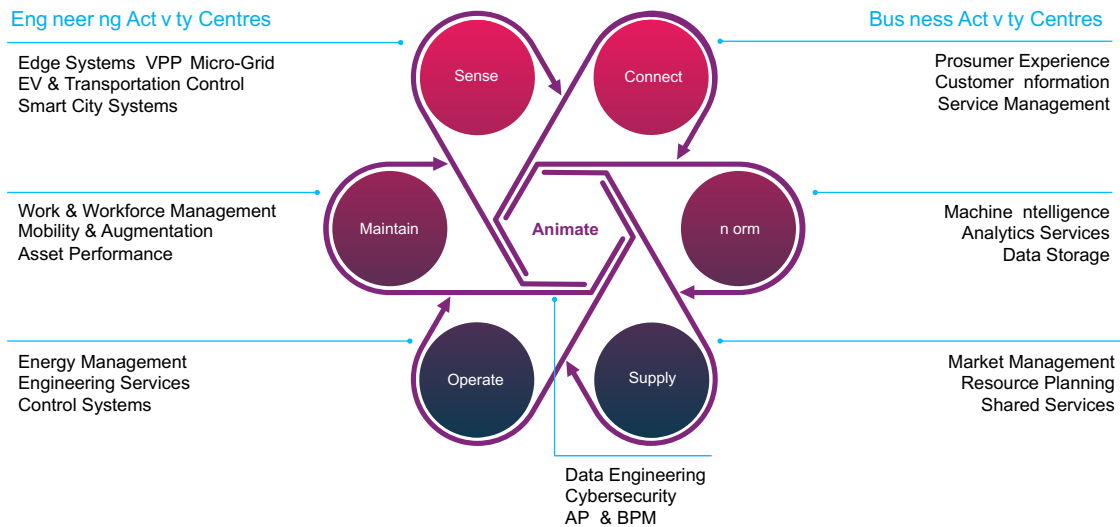 Eng neer ng Act v ty Centres
Edge Systems VPP Micro-Grid
EV & Transportation Control
Smart City Systems
Work & Workforce Management
Mobility & Augmentation
Asset Performance
Energy Management
Engineering Services
Control Systems
Sense
Connect
Maintain
Animate
n orm
Operate
Supply
Bus ness Act v ty Centres
Prosumer Experience
Customer nformation
Service Management
Machine ntelligence
Analytics Services
Data Storage
Market Management
Resource Planning
Shared Services
Data Engineering
Cybersecurity
AP & BPM